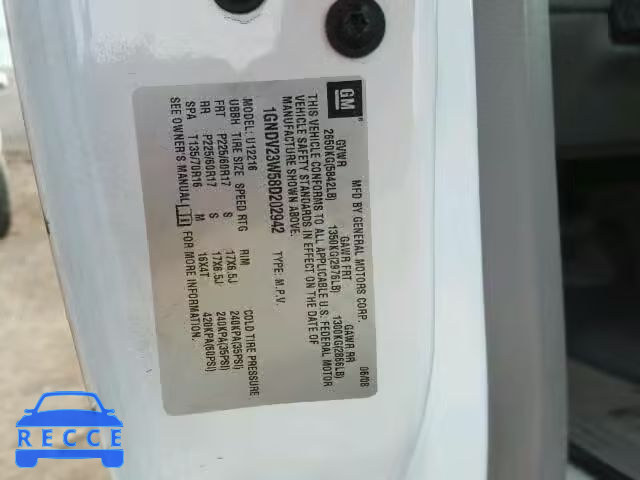 GM
MFD BY GENERAL MOTORS CORP. 06/08
GVWR GAWR FRT GAWR RR
2650KG(5842LB) 1350KG(2976LB) 1300KG(2866LB)
THIS VEHICLE CONFORMS TO ALL APPLICABLE U.S. FEDERAL MOTOR
VEHICLE SAFETY STANDARDS IN EFFECT ON THE DATE OF
MANUFACTURE SHOWN ABOVE.
1GNDV23W58D202942 TYPE: M.P.V.
MODEL: U12216
UBBH TIRE SIZE SPEED RTG RIM COLD TIRE PRESSURE
FRT P225/60R17 S 17X6.5J 240KPA(35PSI)
RR P225/60R17 S 17X6.5J 240KPA(35PSI)
SPA T135/70R16 M 16X4T 420KPA(60PSI)
SEE OWNER'S MANUAL FOR MORE INFORMATION.
RECCE